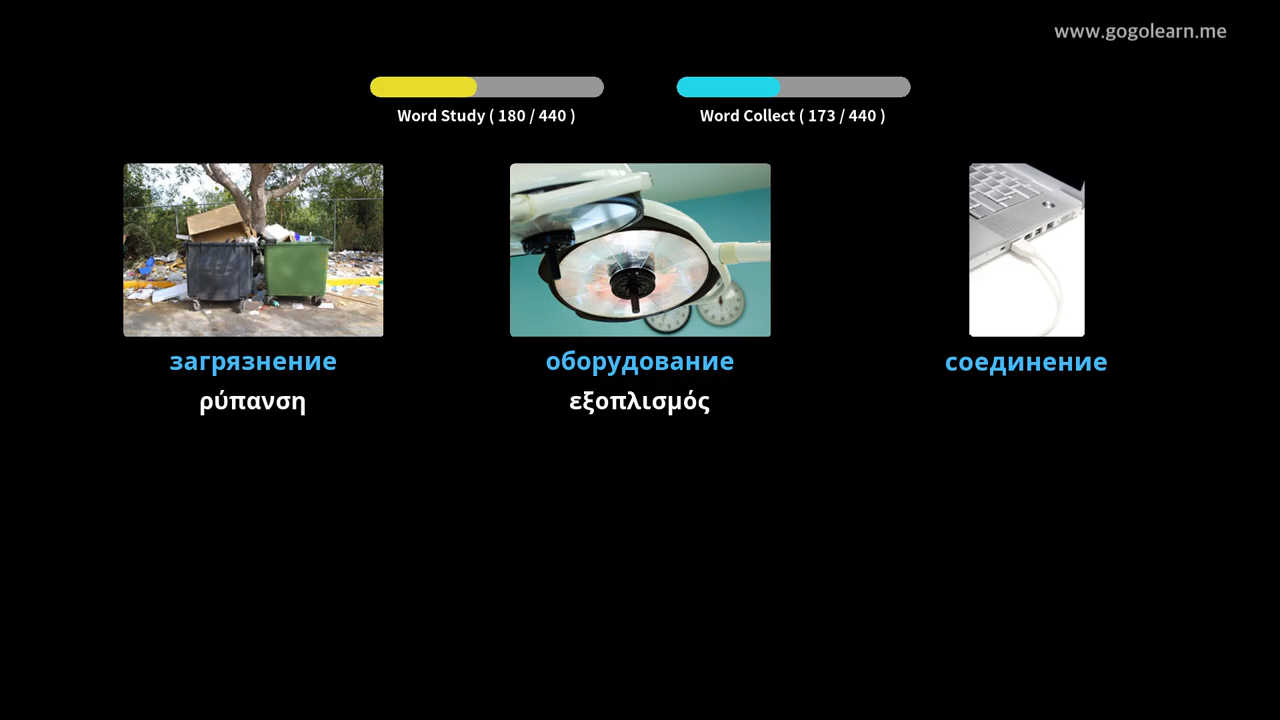 www.gogolearn.me
Word Study ( 180 / 440 )
Word Collect ( 173 / 440 )
загрязнение
оборудование
соединение
ρύπανση
εξοπλισμός